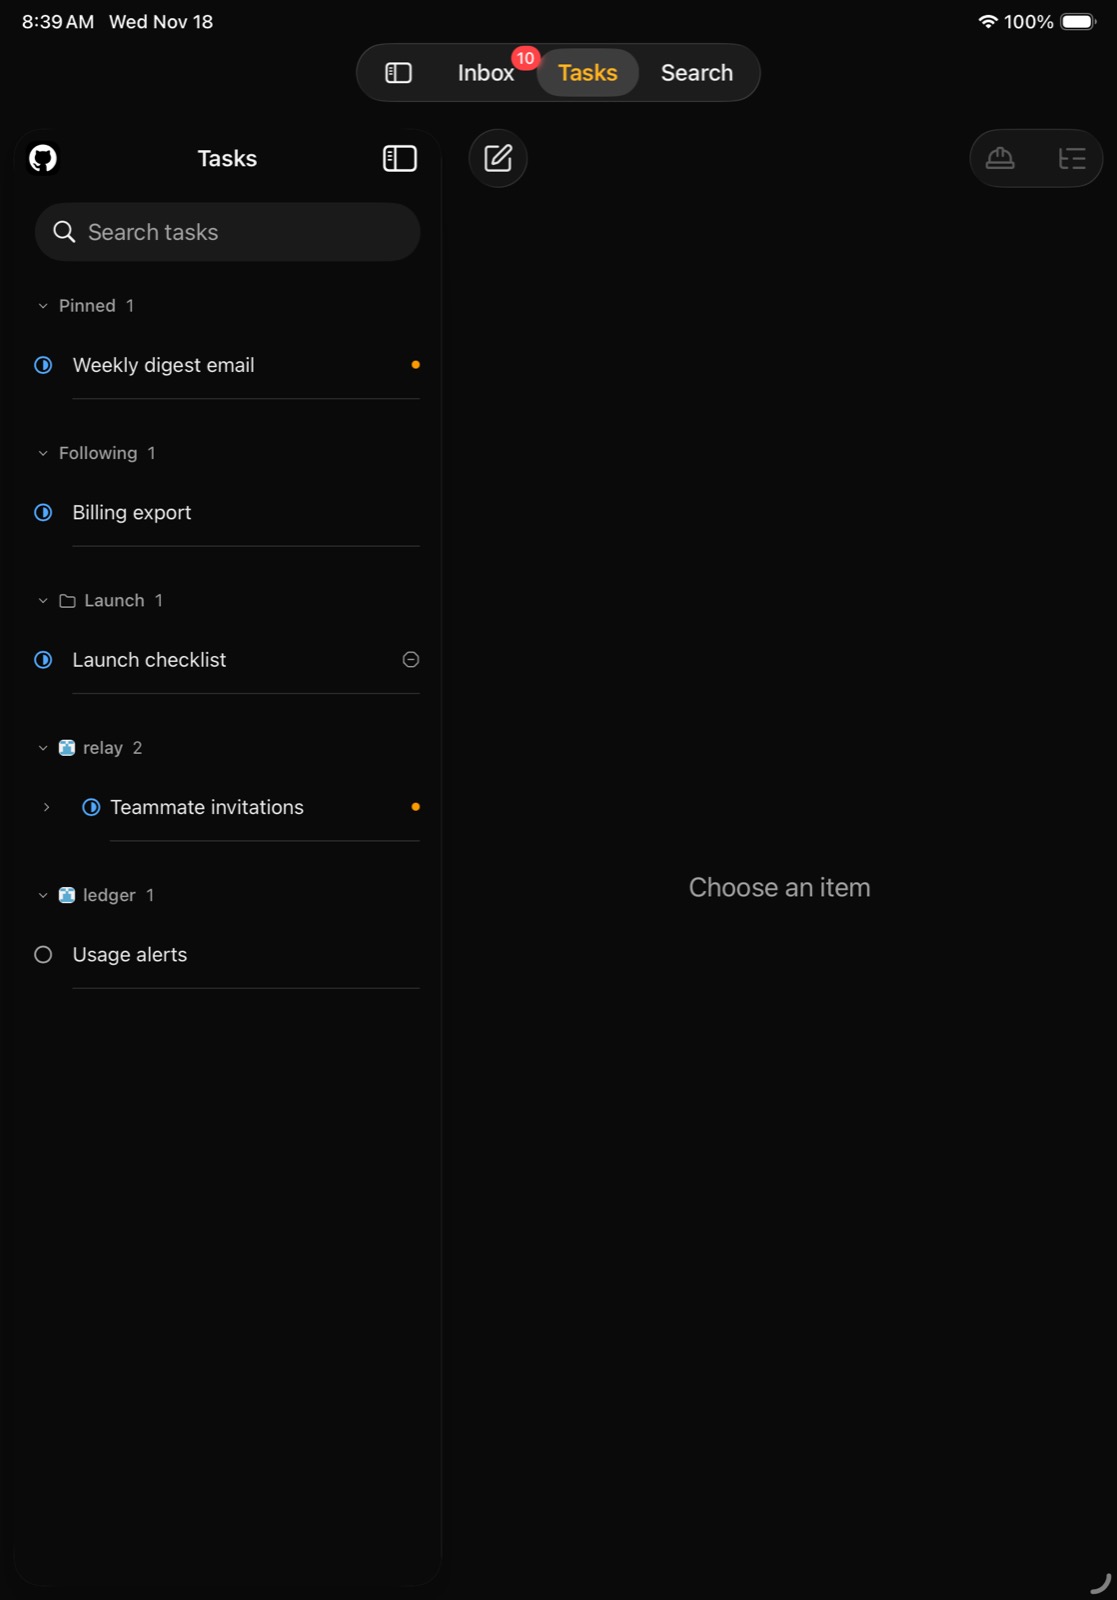 8:39 AM Wed Nov 18
100%
Inbox 10 Tasks Search
Tasks
Search tasks
Pinned 1
Weekly digest email
Following 1
Billing export
Launch 1
Launch checklist
relay 2
Teammate invitations
ledger 1
Usage alerts
Choose an item